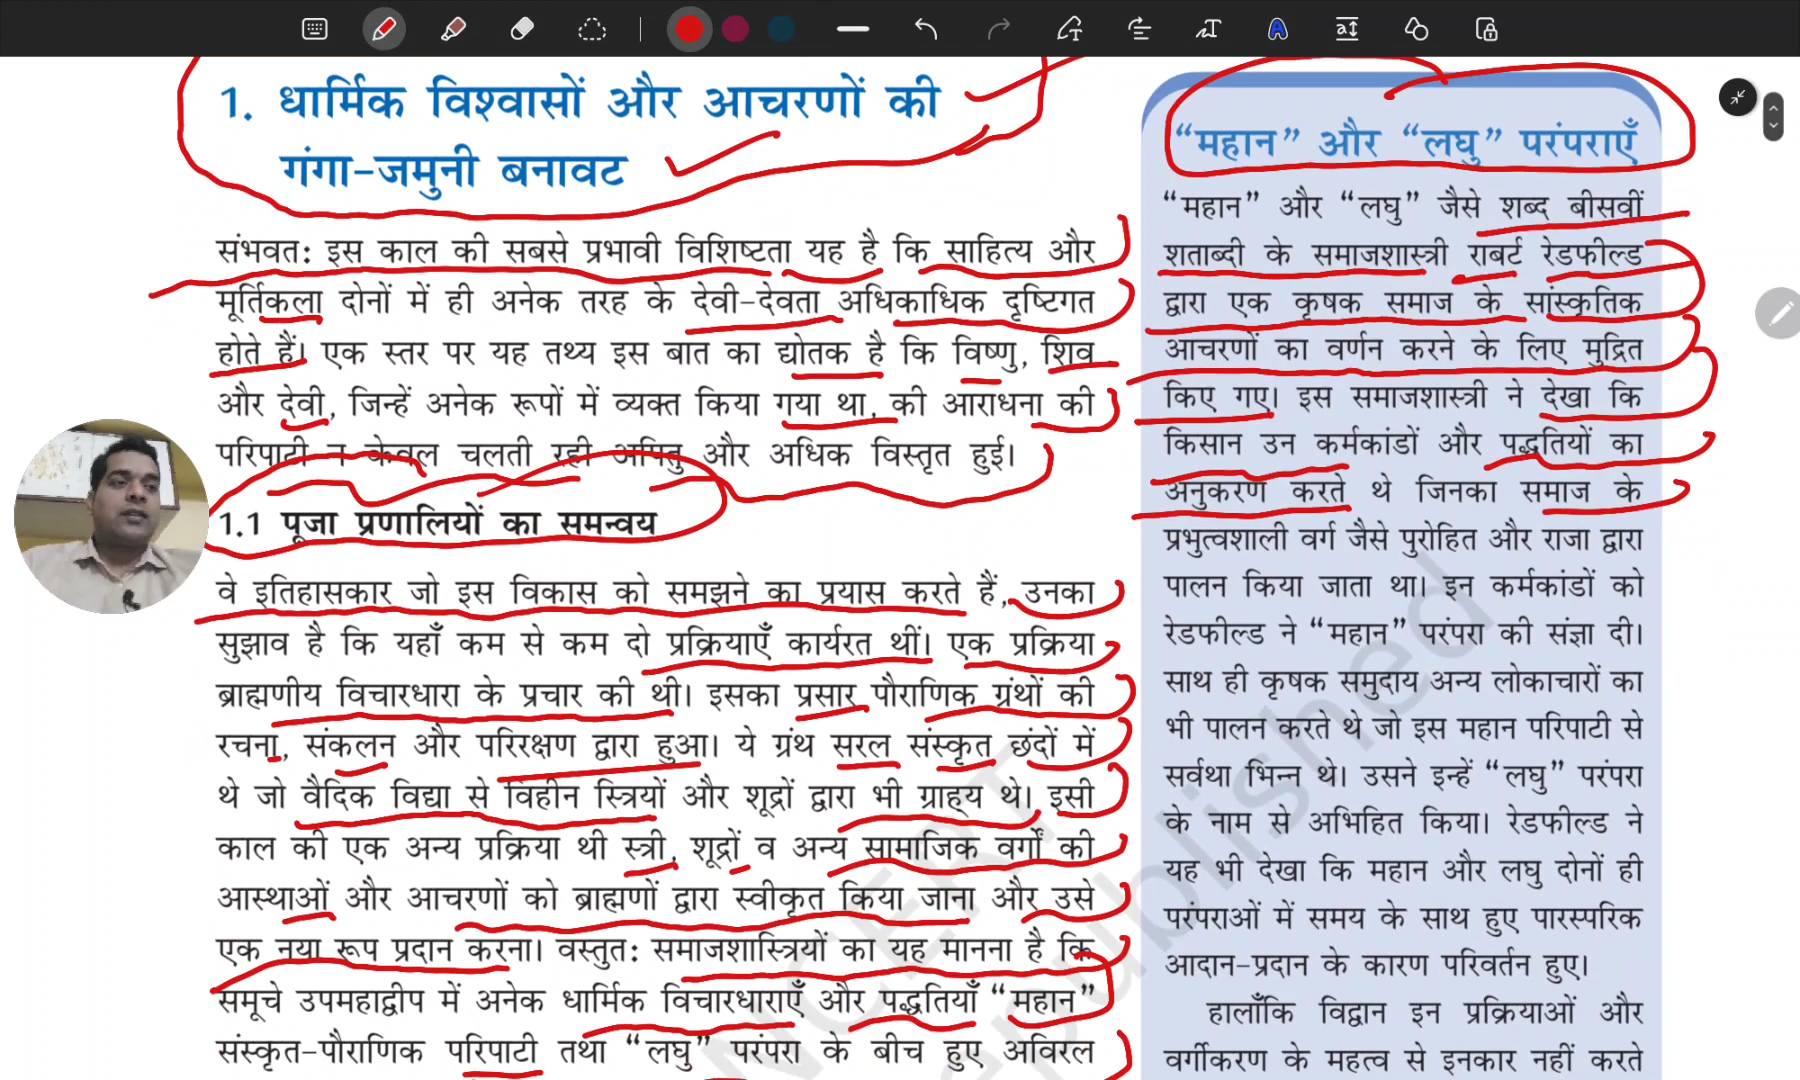 1. धार्मिक विश्वासों और आचरणों की
गंगा-जमुनी बनावट
संभवत: इस काल की सबसे प्रभावी विशिष्टता यह है कि साहित्य और
मूर्तिकला दोनों में ही अनेक तरह के देवी-देवता अधिकाधिक दृष्टिगत
होते हैं। एक स्तर पर यह तथ्य इस बात का द्योतक है कि विष्णु, शिव
और देवी, जिन्हें अनेक रूपों में व्यक्त किया गया था, की आराधना की
परिपाटी न केवल चलती रही अपितु और अधिक विस्तृत हुई।
1.1 पूजा प्रणालियों का समन्वय
वे इतिहासकार जो इस विकास को समझने का प्रयास करते हैं, उनका
सुझाव है कि यहाँ कम से कम दो प्रक्रियाएँ कार्यरत थीं। एक प्रक्रिया
ब्राह्मणीय विचारधारा के प्रचार की थी। इसका प्रसार पौराणिक ग्रंथों की
रचना, संकलन और परिरक्षण द्वारा हुआ। ये ग्रंथ सरल संस्कृत छंदों में
थे जो वैदिक विद्या से विहीन स्त्रियों और शूद्रों द्वारा भी ग्राह्य थे। इसी
काल की एक अन्य प्रक्रिया थी स्त्री, शूद्रों व अन्य सामाजिक वर्गों की
आस्थाओं और आचरणों को ब्राह्मणों द्वारा स्वीकृत किया जाना और उसे
एक नया रूप प्रदान करना। वस्तुत: समाजशास्त्रियों का यह मानना है कि
समूचे उपमहाद्वीप में अनेक धार्मिक विचारधाराएँ और पद्धतियाँ “महान”
संस्कृत-पौराणिक परिपाटी तथा “लघु” परंपरा के बीच हुए अविरल
“महान” और “लघु” परंपराएँ
“महान” और “लघु” जैसे शब्द बीसवीं
शताब्दी के समाजशास्त्री राबर्ट रेडफील्ड
द्वारा एक कृषक समाज के सांस्कृतिक
आचरणों का वर्णन करने के लिए मुद्रित
किए गए। इस समाजशास्त्री ने देखा कि
किसान उन कर्मकांडों और पद्धतियों का
अनुकरण करते थे जिनका समाज के
प्रभुत्वशाली वर्ग जैसे पुरोहित और राजा द्वारा
पालन किया जाता था। इन कर्मकांडों को
रेडफील्ड ने “महान” परंपरा की संज्ञा दी।
साथ ही कृषक समुदाय अन्य लोकाचारों का
भी पालन करते थे जो इस महान परिपाटी से
सर्वथा भिन्न थे। उसने इन्हें “लघु” परंपरा
के नाम से अभिहित किया। रेडफील्ड ने
यह भी देखा कि महान और लघु दोनों ही
परंपराओं में समय के साथ हुए पारस्परिक
आदान-प्रदान के कारण परिवर्तन हुए।
हालाँकि विद्वान इन प्रक्रियाओं और
वर्गीकरण के महत्व से इनकार नहीं करते